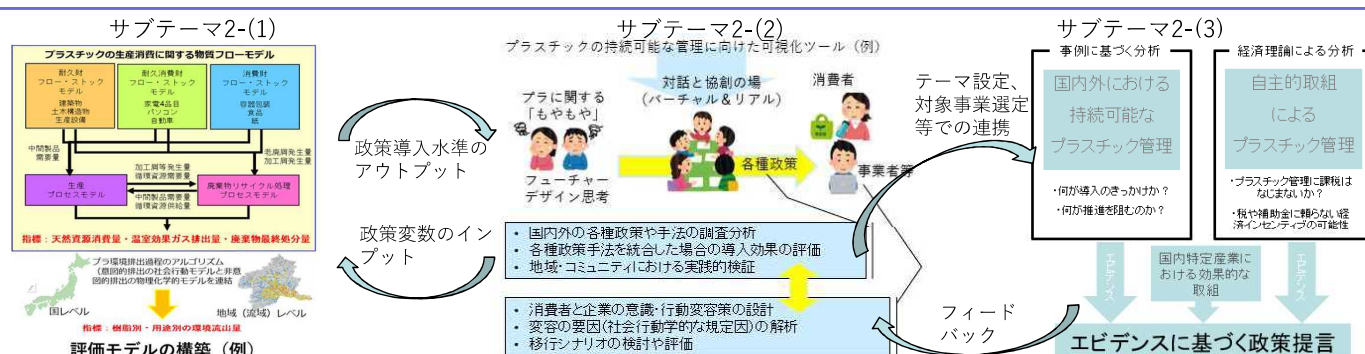 サブテーマ2-(1)
プラスチックの生産消費に関する物質フローモデル
耐久財
フロー・ストック
モデル
建築物
土木構造物
生産設備
耐久消費財
フロー・ストック
モデル
家電4品目
パソコン
自動車
消費財
フロー・ストック
モデル
容器包装
食品
紙
中間製品
需要量
加工屑等発生量
循環資源需要量
老廃屑発生量
加工屑発生量
生産
プロセスモデル
中間製品需要量
循環資源供給量
廃棄物リサイクル処理
プロセスモデル
指標：天然資源消費量・温室効果ガス排出量・廃棄物最終処分量
プラ環境排出過程のアルゴリズム
（意図的排出の社会行動モデルと非意
図的排出の物理化学的モデルを連結
国レベル
地域（流域）レベル
指標：樹脂別・用途別の環境流出量
評価モデルの構築（例）
政策導入水準の
アウトプット
政策変数のイン
プット
サブテーマ2-(2)
プラスチックの持続可能な管理に向けた可視化ツール（例）
対話と協創の場
（バーチャル&リアル）
消費者
プラに関する
「もやもや」
各種政策
事業者等
フューチャー
デザイン思考
• 国内外の各種政策や手法の調査分析
• 各種政策手法を統合した場合の導入効果の評価
• 地域・コミュニティにおける実践的検証
• 消費者と企業の意識・行動変容策の設計
• 変容の要因(社会行動学的な規定因)の解析
• 移行シナリオの検討や評価
テーマ設定、
対象事業選定
等での連携
フィード
バック
サブテーマ2-(3)
事例に基づく分析
国内外における
持続可能な
プラスチック管理
・何が導入のきっかけか？
・何が推進を阻むのか？
経済理論による分析
自主的取組
による
プラスチック管理
・プラスチック管理に課税は
なじまないか？
・税や補助金に頼らない経
済インセンティブの可能性
エビデンス
国内特定産業に
おける効果的な
取組
エビデンス
エビデンスに基づく政策提言